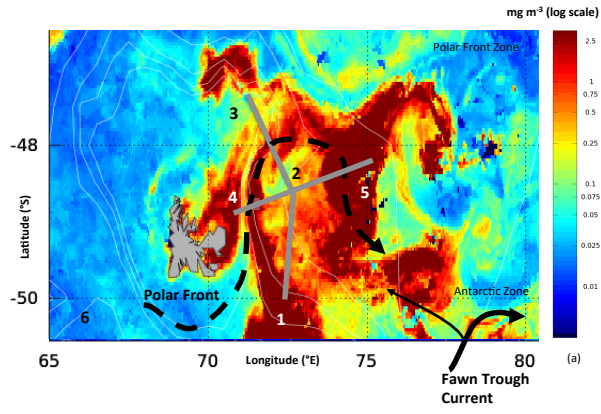 mg m-3 (log scale)
Polar Front Zone
2.5
1
0.75
0.5
0.25
0.1
0.075
0.05
0.025
0.01
3
-48
2
4
5
Latitude (°S)
Polar Front
Antarctic Zone
-50
6
1
65
70
75
80
Longitude (°E)
(a)
Fawn Trough
Current